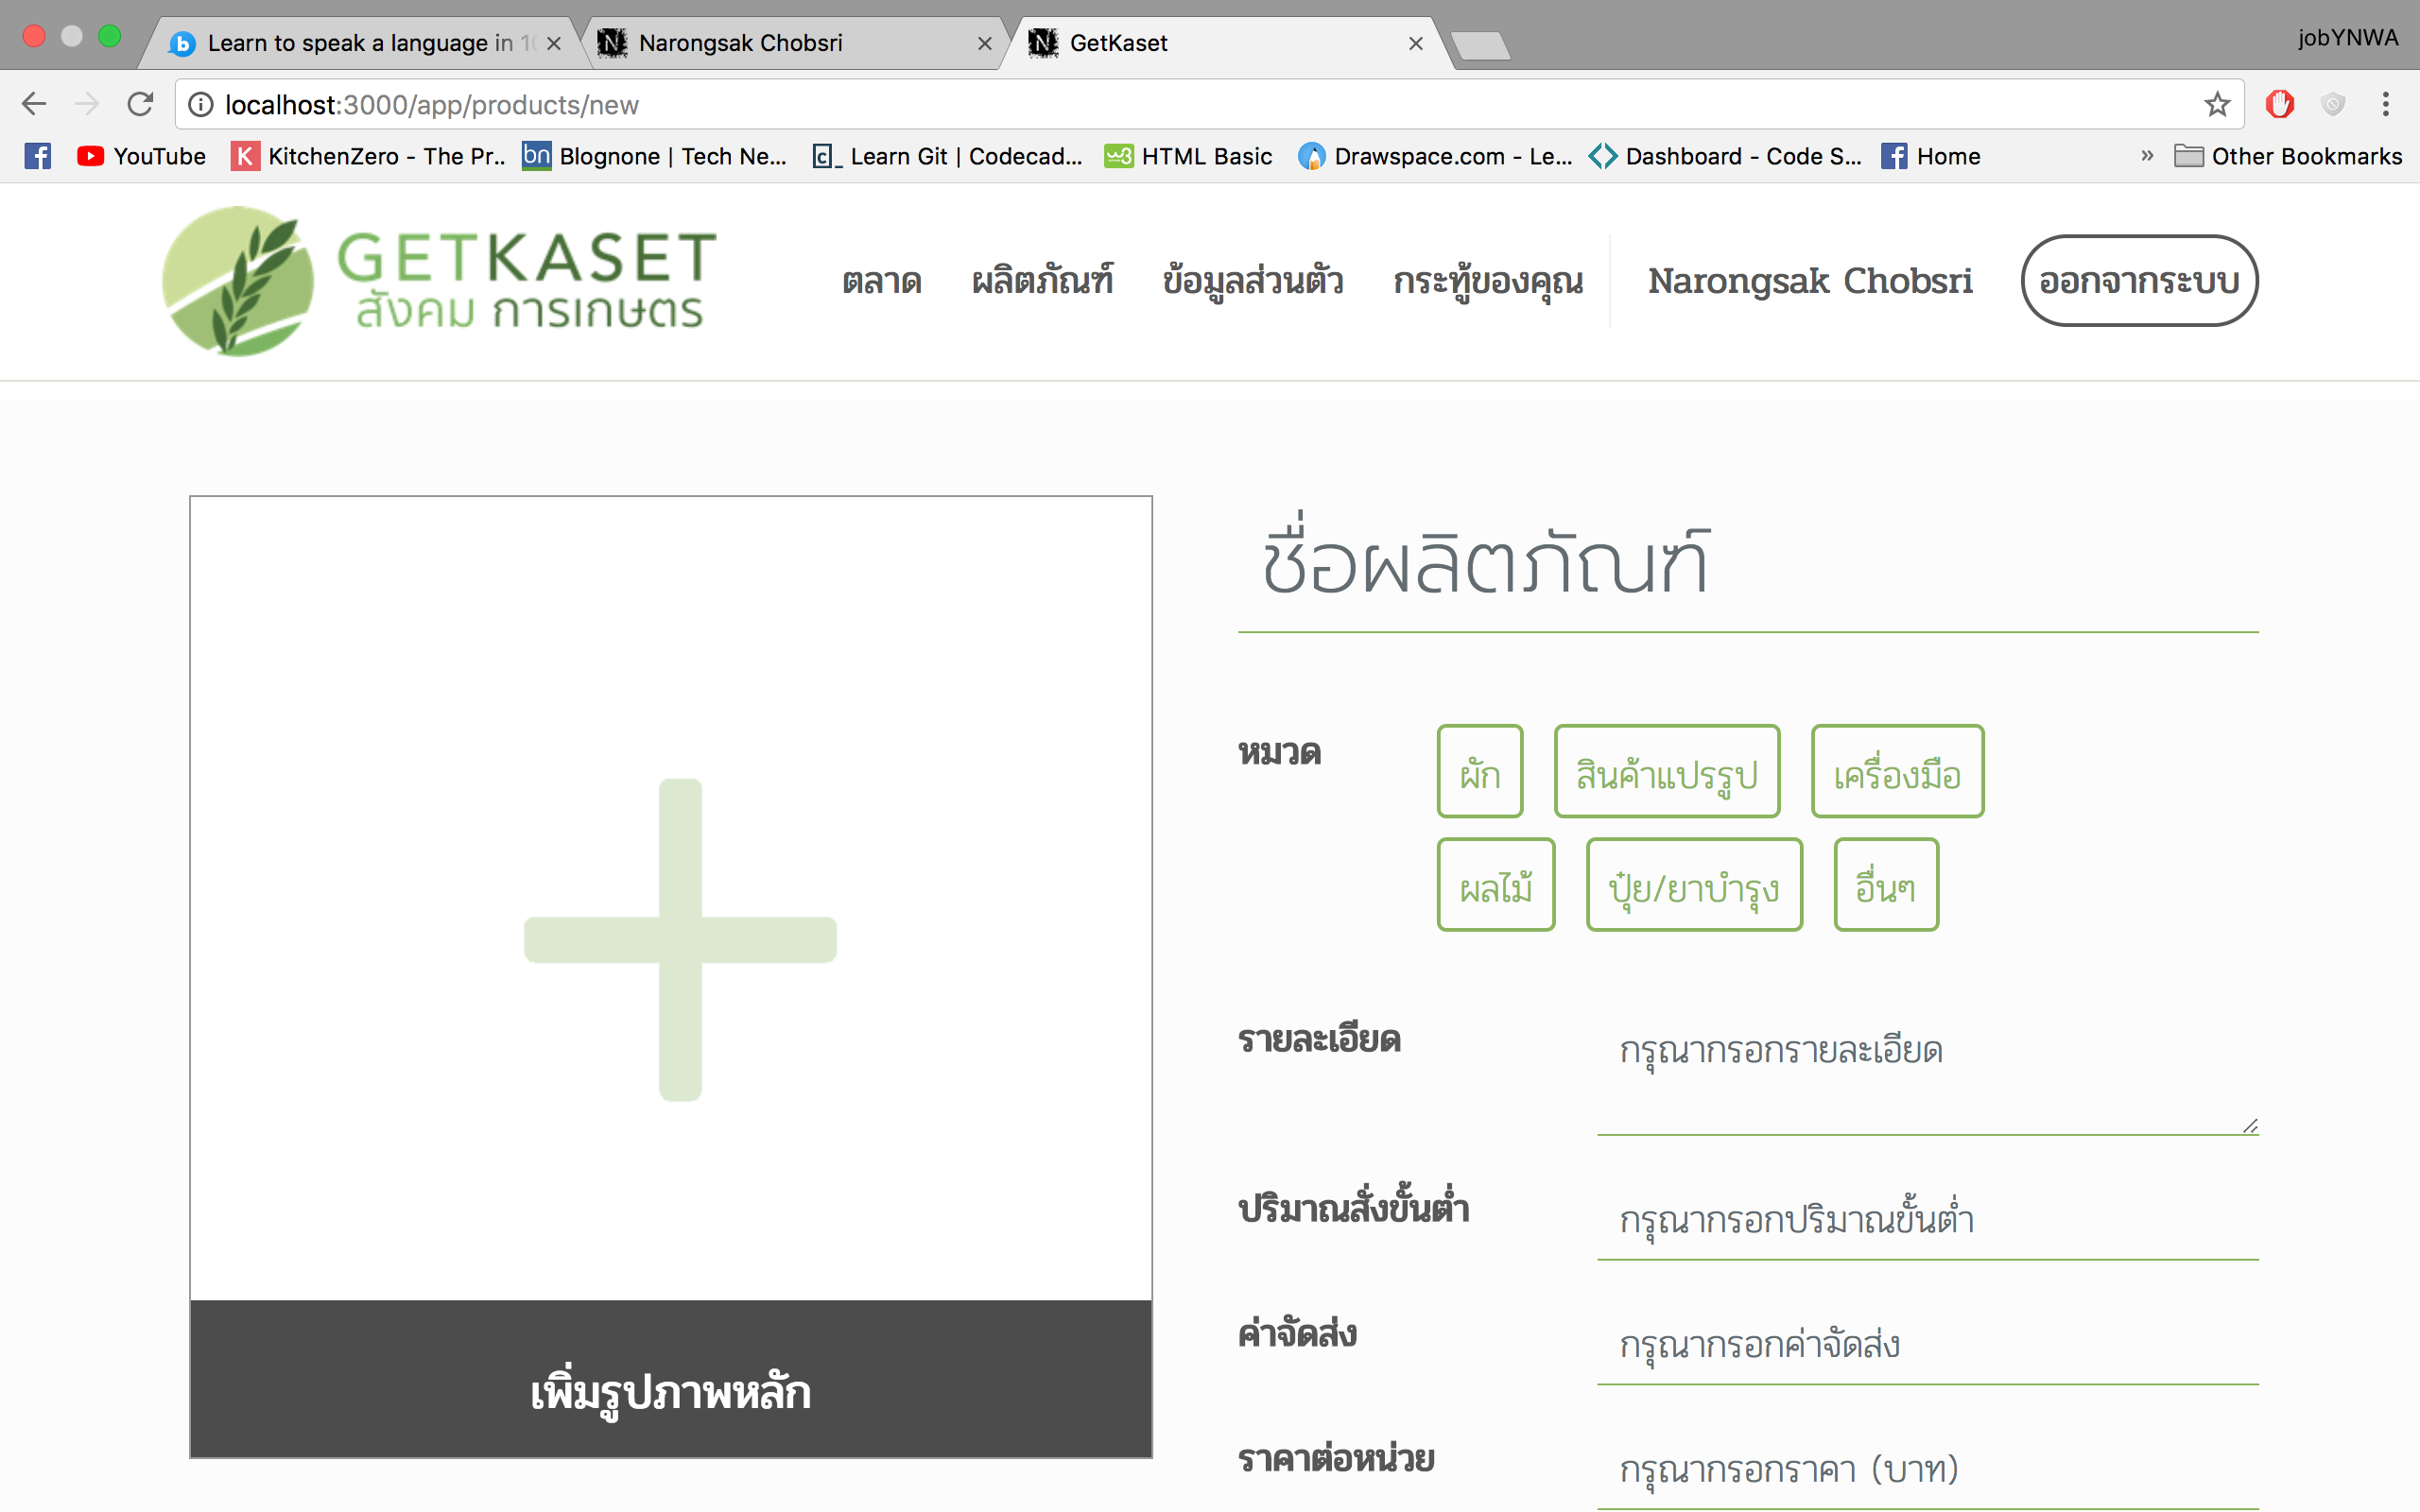 Learn to speak a language in 10
Narongsak Chobsri
GetKaset
jobYNWA
localhost:3000/app/products/new
YouTube
KitchenZero - The Pr..
Blognone | Tech Ne...
Learn Git | Codecad...
HTML Basic
Drawspace.com - Le...
Dashboard - Code S...
Home
» Other Bookmarks
GETKASET
สังคม การเกษตร
ตลาด
ผลิตภัณฑ์
ข้อมูลส่วนตัว
กระทู้ของคุณ
Narongsak Chobsri
ออกจากระบบ
เพิ่มรูปภาพหลัก
ชื่อผลิตภัณฑ์
หมวด
ผัก สินค้าแปรรูป เครื่องมือ
ผลไม้ ปุ๋ย/ยาบำรุง อื่นๆ
รายละเอียด
กรุณากรอกรายละเอียด
ปริมาณสั่งขั้นต่ำ
กรุณากรอกปริมาณขั้นต่ำ
ค่าจัดส่ง
กรุณากรอกค่าจัดส่ง
ราคาต่อหน่วย
กรุณากรอกราคา (บาท)